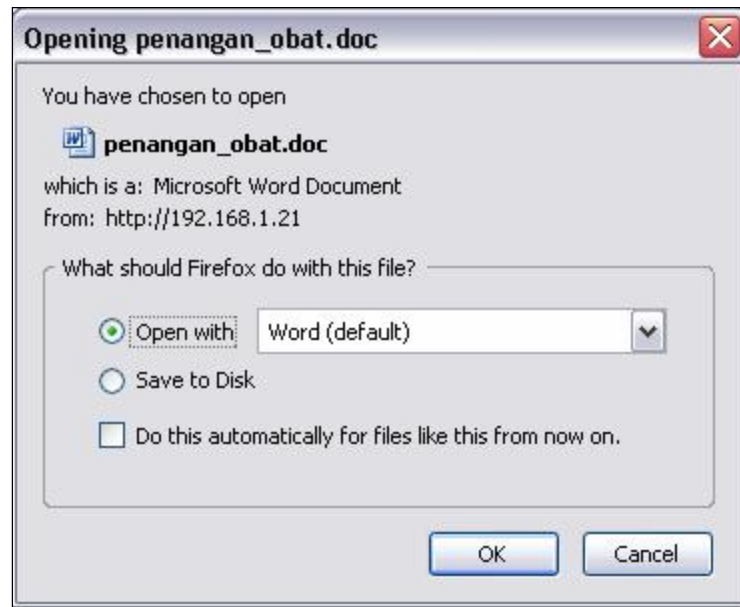 Opening penangan_obat.doc
You have chosen to open
penangan_obat.doc
which is a: Microsoft Word Document
from: http://192.168.1.21
What should Firefox do with this file?
Open with Word (default)
Save to Disk
Do this automatically for files like this from now on.
OK Cancel